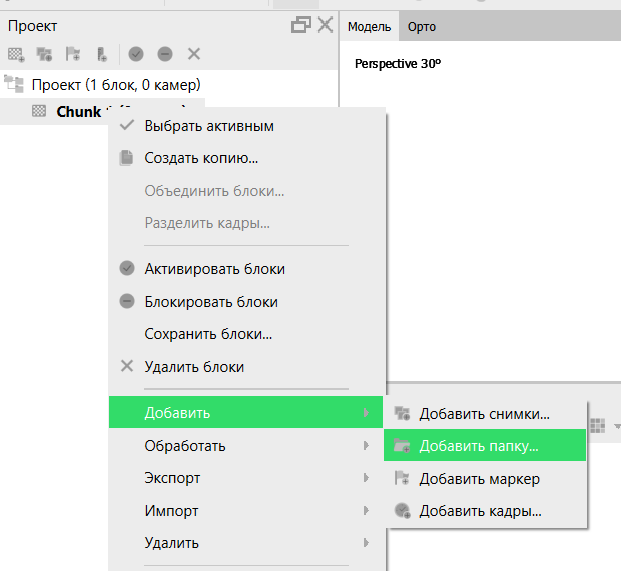 Проект
Модель
Орто
Perspective 30º
Проект (1 блок, 0 камер)
Chunk
Выбрать активным
Создать копию...
Объединить блоки...
Разделить кадры...
Активировать блоки
Блокировать блоки
Сохранить блоки...
Удалить блоки
Добавить
Добавить снимки...
Добавить папку...
Добавить маркер
Добавить кадры...
Обработать
Экспорт
Импорт
Удалить